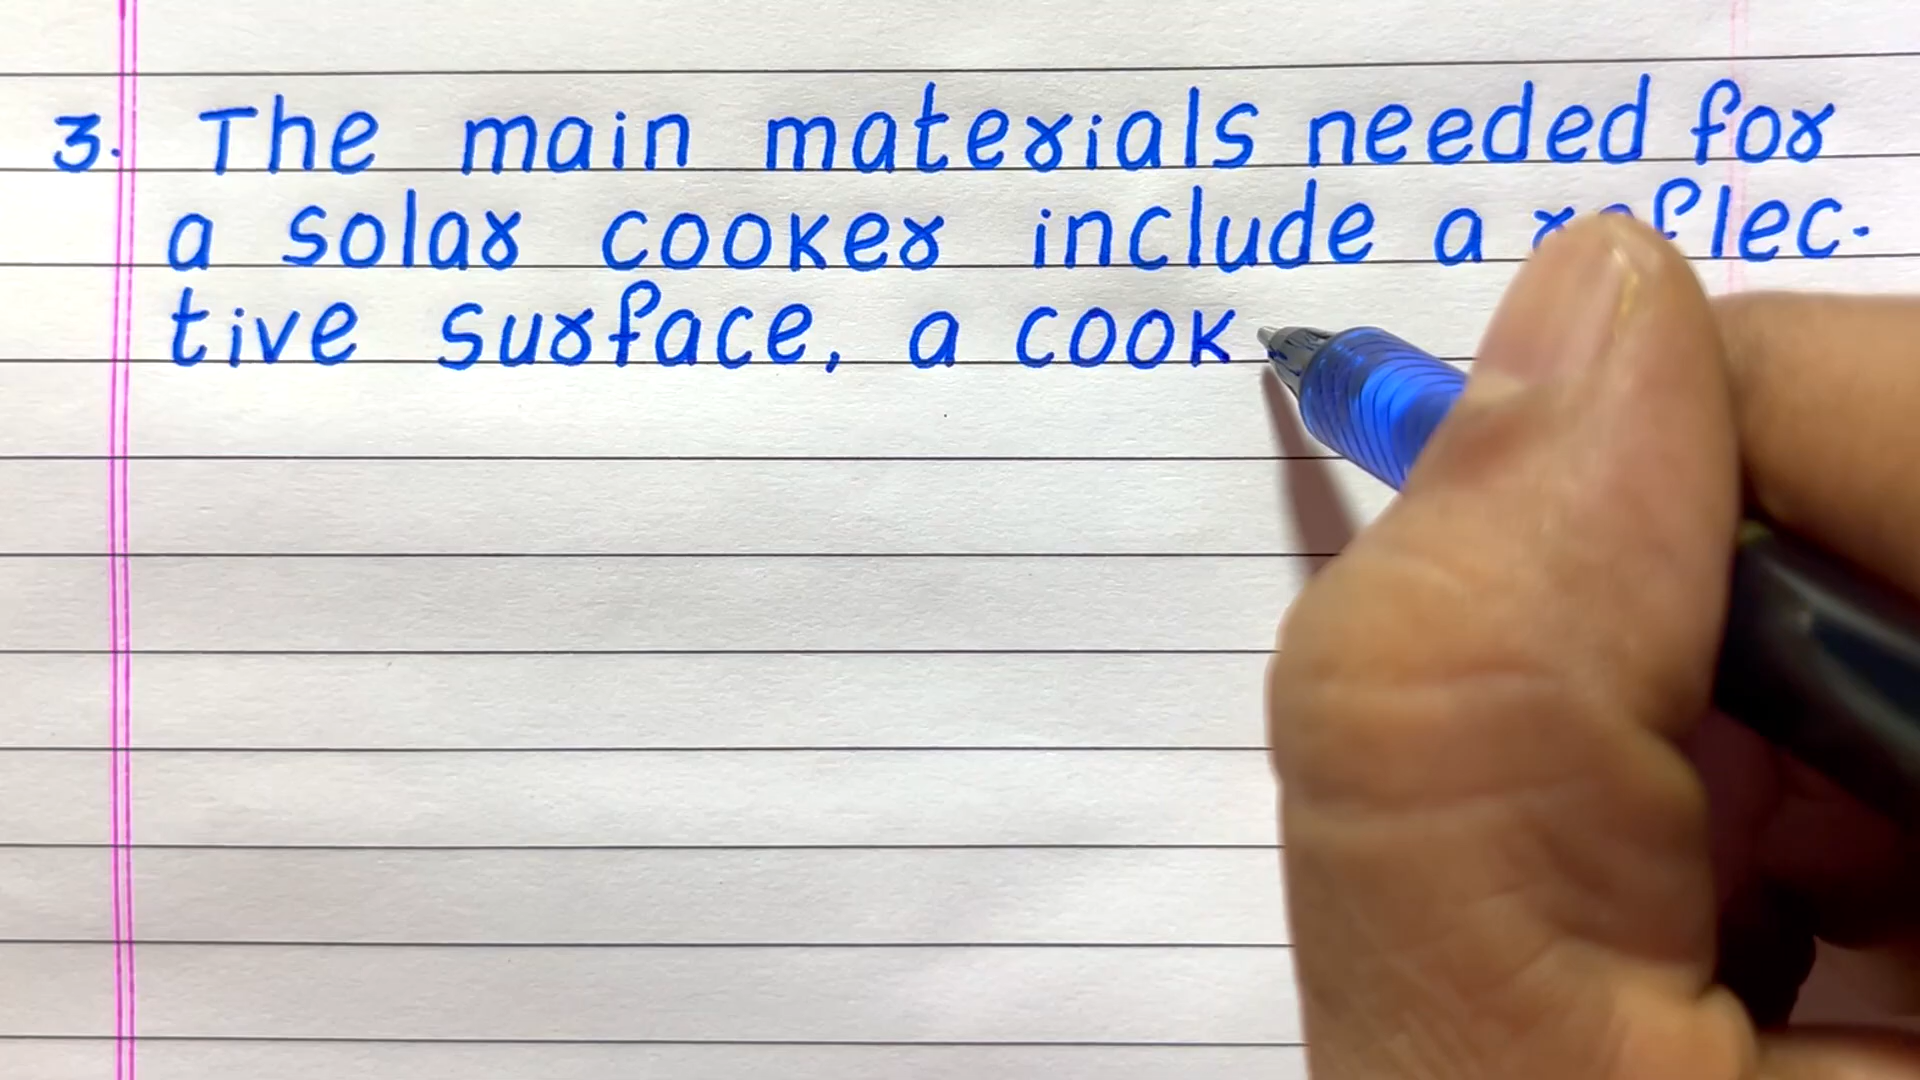 3. The main materials needed for
a solar cooker include a reflec-
tive surface, a cook